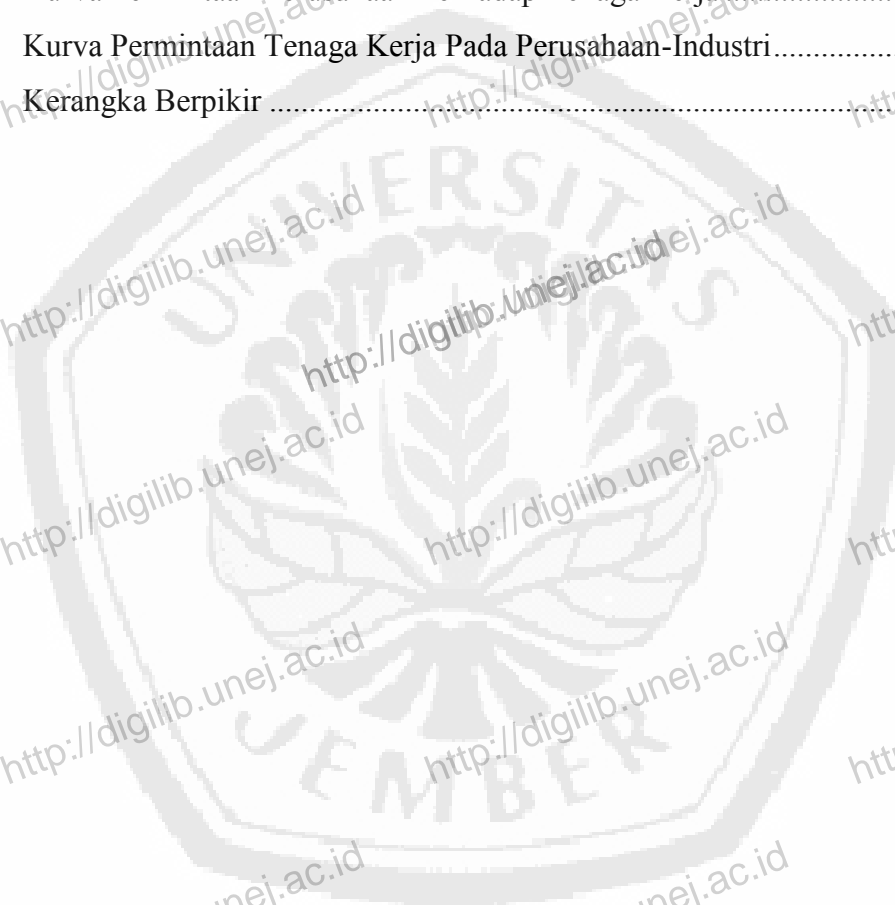 Kurva Permintaan Tenaga Kerja Pada Perusahaan-Industri................
Kerangka Berpikir ................................................................................
UNIVERSITAS
JEMBER
http://digilib.unej.ac.id
http://digilib.unej.ac.id
http://digilib.unej.ac.id
http://digilib.unej.ac.id
http://digilib.unej.ac.id
http://digilib.unej.ac.id
http://digilib.unej.ac.id